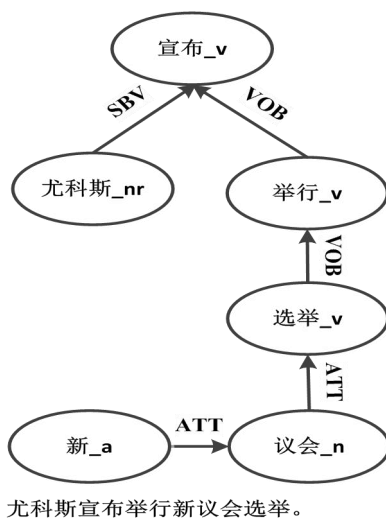 宣布_v
SBV
VOB
尤科斯_nr
举行_v
VOB
选举_v
ATT
新_a
ATT
议会_n
尤科斯宣布举行新议会选举。